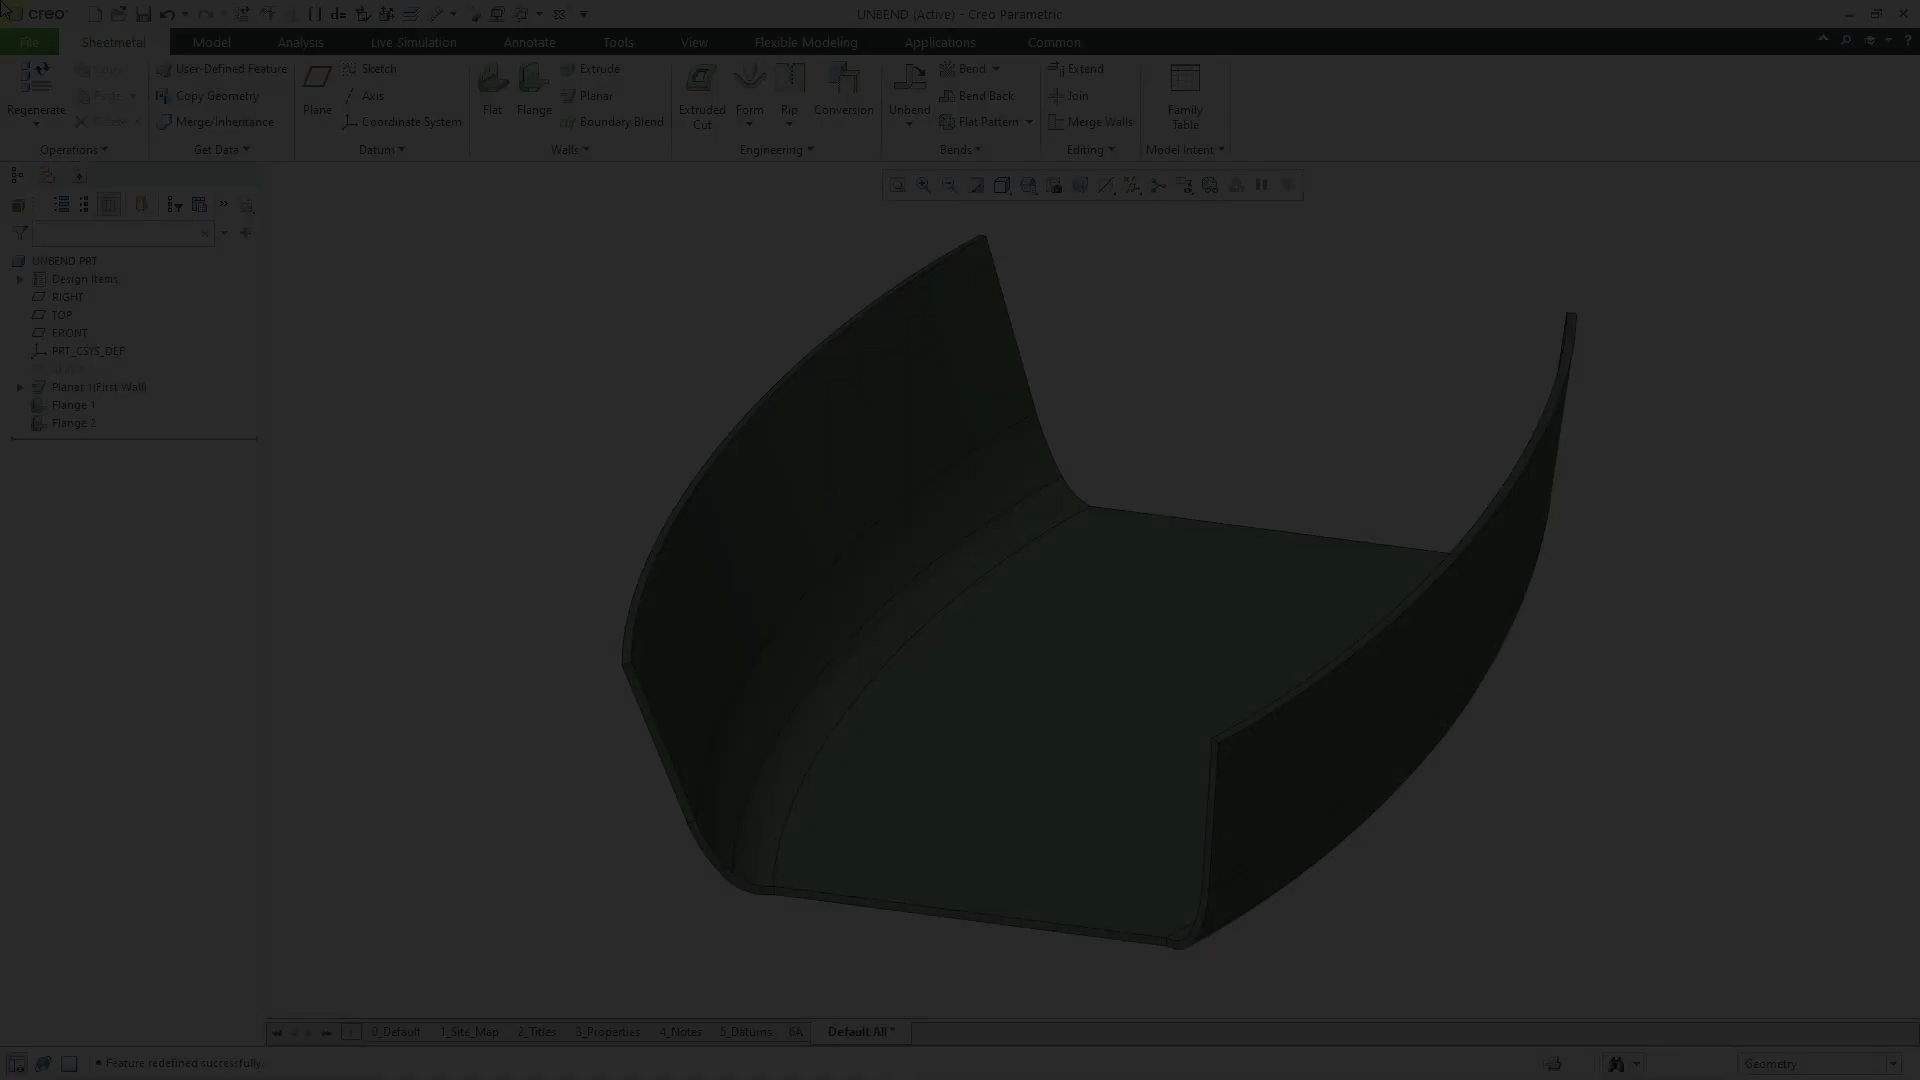 creo
UNBEND (Active) - Creo Parametric
File
Sheetmetal
Model
Analysis
Live Simulation
Annotate
Tools
View
Flexible Modeling
Applications
Common
Regenerate
Copy
Paste
Delete
Operations
User-Defined Feature
Copy Geometry
Merge/Inheritance
Get Data
Plane
Sketch
Axis
Coordinate System
Datum
Flat
Flange
Extrude
Planar
Boundary Blend
Walls
Extruded Cut
Form
Rip
Conversion
Engineering
Unbend
Bend
Bend Back
Flat Pattern
Bends
Extend
Join
Merge Walls
Editing
Family Table
Model Intent
UNBEND.PRT
Design Items
RIGHT
TOP
FRONT
PRT_CSYS_DEF
Planar 1(First Wall)
Flange 1
Flange 2
0_Default
1_Site_Map
2_Titles
3_Properties
4_Notes
5_Datums
6A
Default All *
• Feature redefined successfully.
Geometry